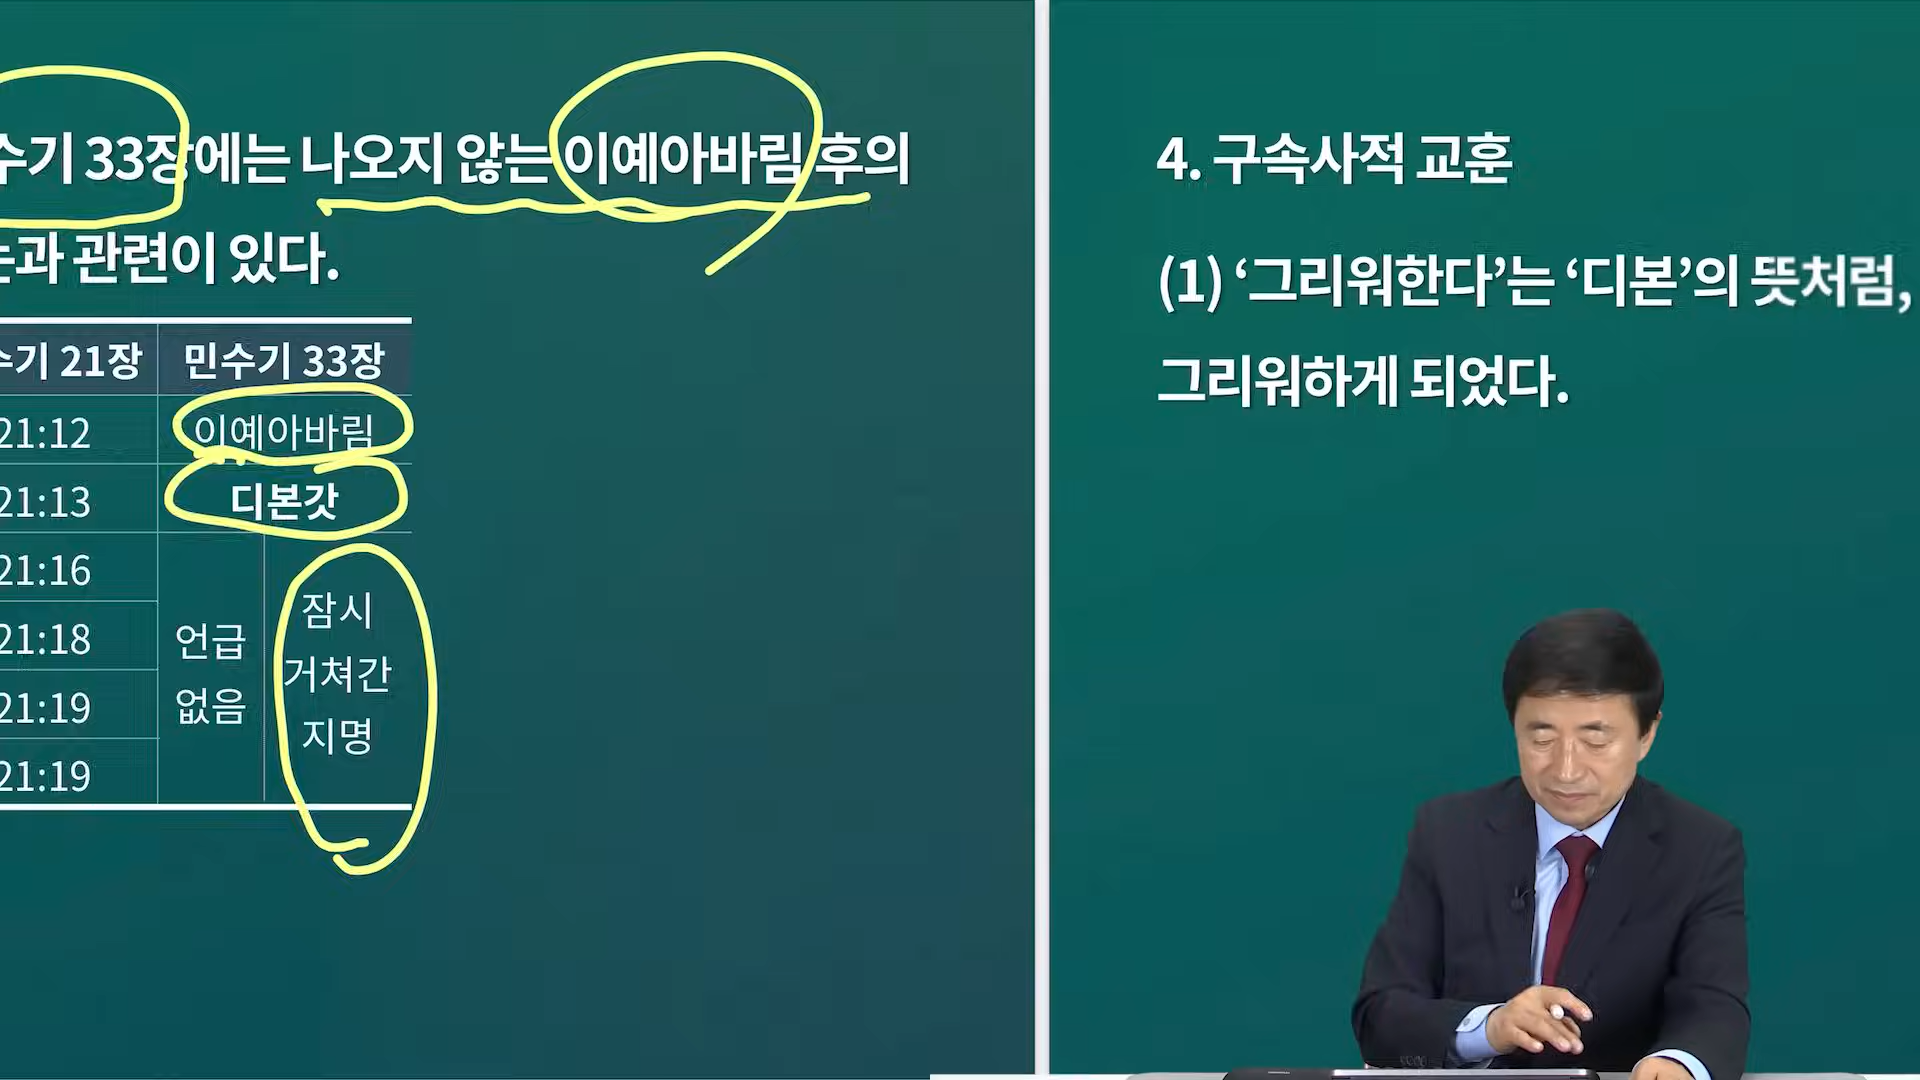 수기 33장에는 나오지 않는 이예아바림 후의
과 관련이 있다.
수기 21장 민수기 33장
21:12 이예아바림
21:13 디본갓
21:16
21:18
21:19
21:19
언급
없음
잠시
거쳐간
지명
4. 구속사적 교훈
(1) ‘그리워한다’는 ‘디본’의 뜻처럼,
그리워하게 되었다.